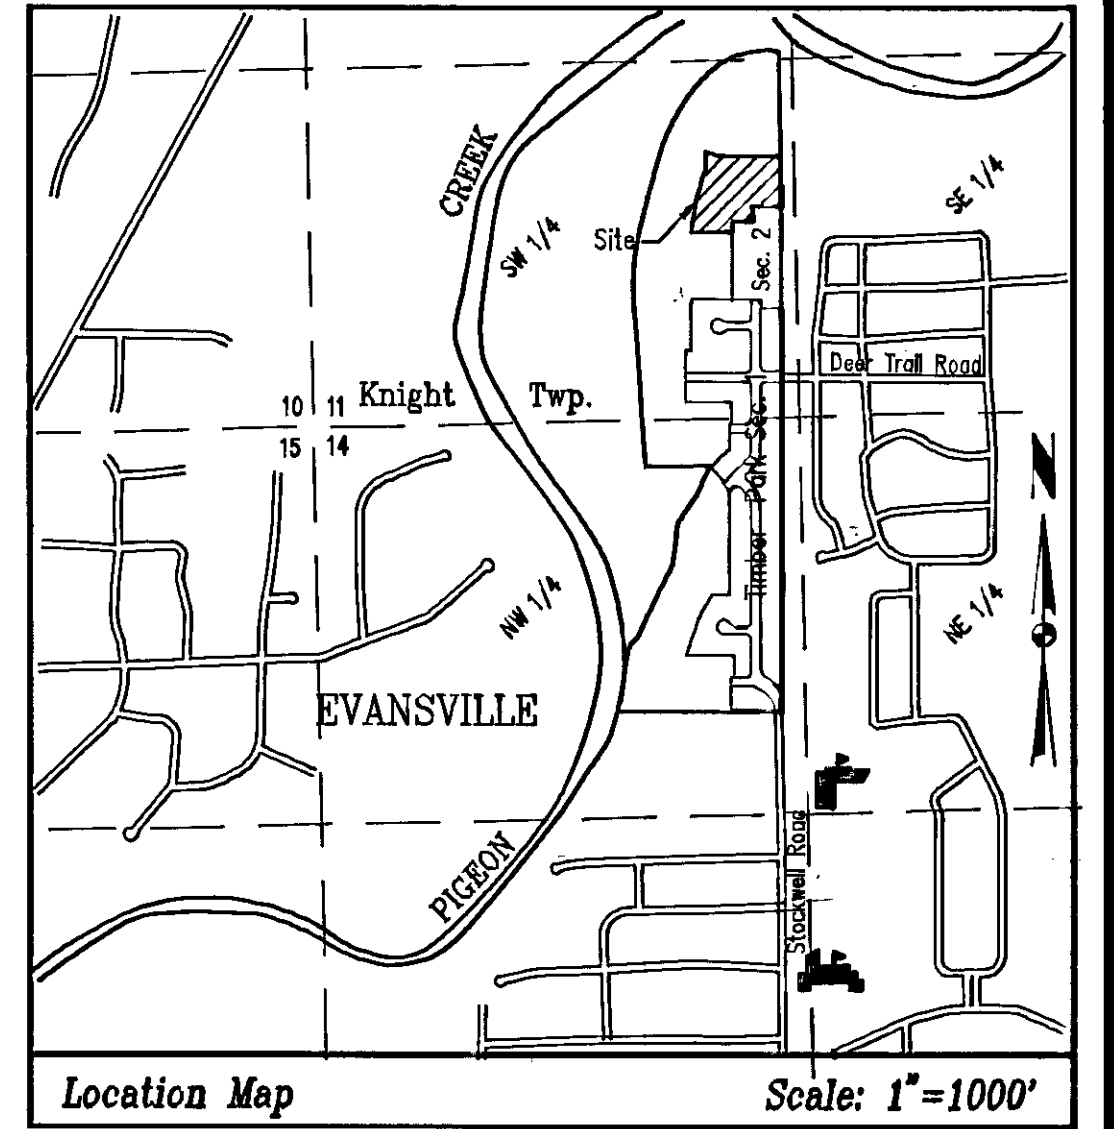 CREEK
SW 1/4
SE 1/4
Site
Sec. 2
Deer Trail Road
10 11 Knight Twp.
15 14
Timber Park Sec. 1
N
NW 1/4
NE 1/4
EVANSVILLE
PIGEON
Stockwell Road
Location Map
Scale: 1"=1000'